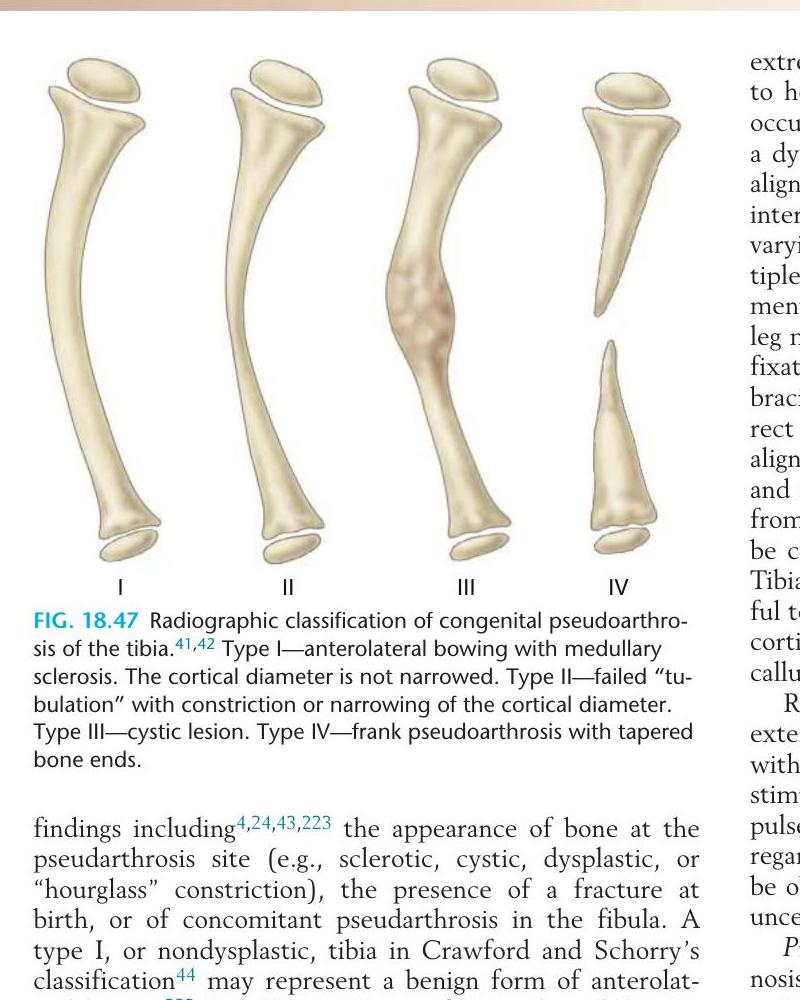 I II III IV
FIG. 18.47 Radiographic classification of congenital pseudoarthro-
sis of the tibia.41,42 Type I—anterolateral bowing with medullary
sclerosis. The cortical diameter is not narrowed. Type II—failed “tu-
bulation” with constriction or narrowing of the cortical diameter.
Type III—cystic lesion. Type IV—frank pseudoarthrosis with tapered
bone ends.
findings including4,24,43,223 the appearance of bone at the
pseudarthrosis site (e.g., sclerotic, cystic, dysplastic, or
“hourglass” constriction), the presence of a fracture at
birth, or of concomitant pseudarthrosis in the fibula. A
type I, or nondysplastic, tibia in Crawford and Schorry’s
classification44 may represent a benign form of anterolat-
extre
to h
occu
a dy
align
inter
varyi
tiple
men
leg n
fixat
braci
rect
align
and
from
be c
Tibia
ful to
corti
callu
R
exte
with
stim
pulse
regar
be o
unce
P
nosis